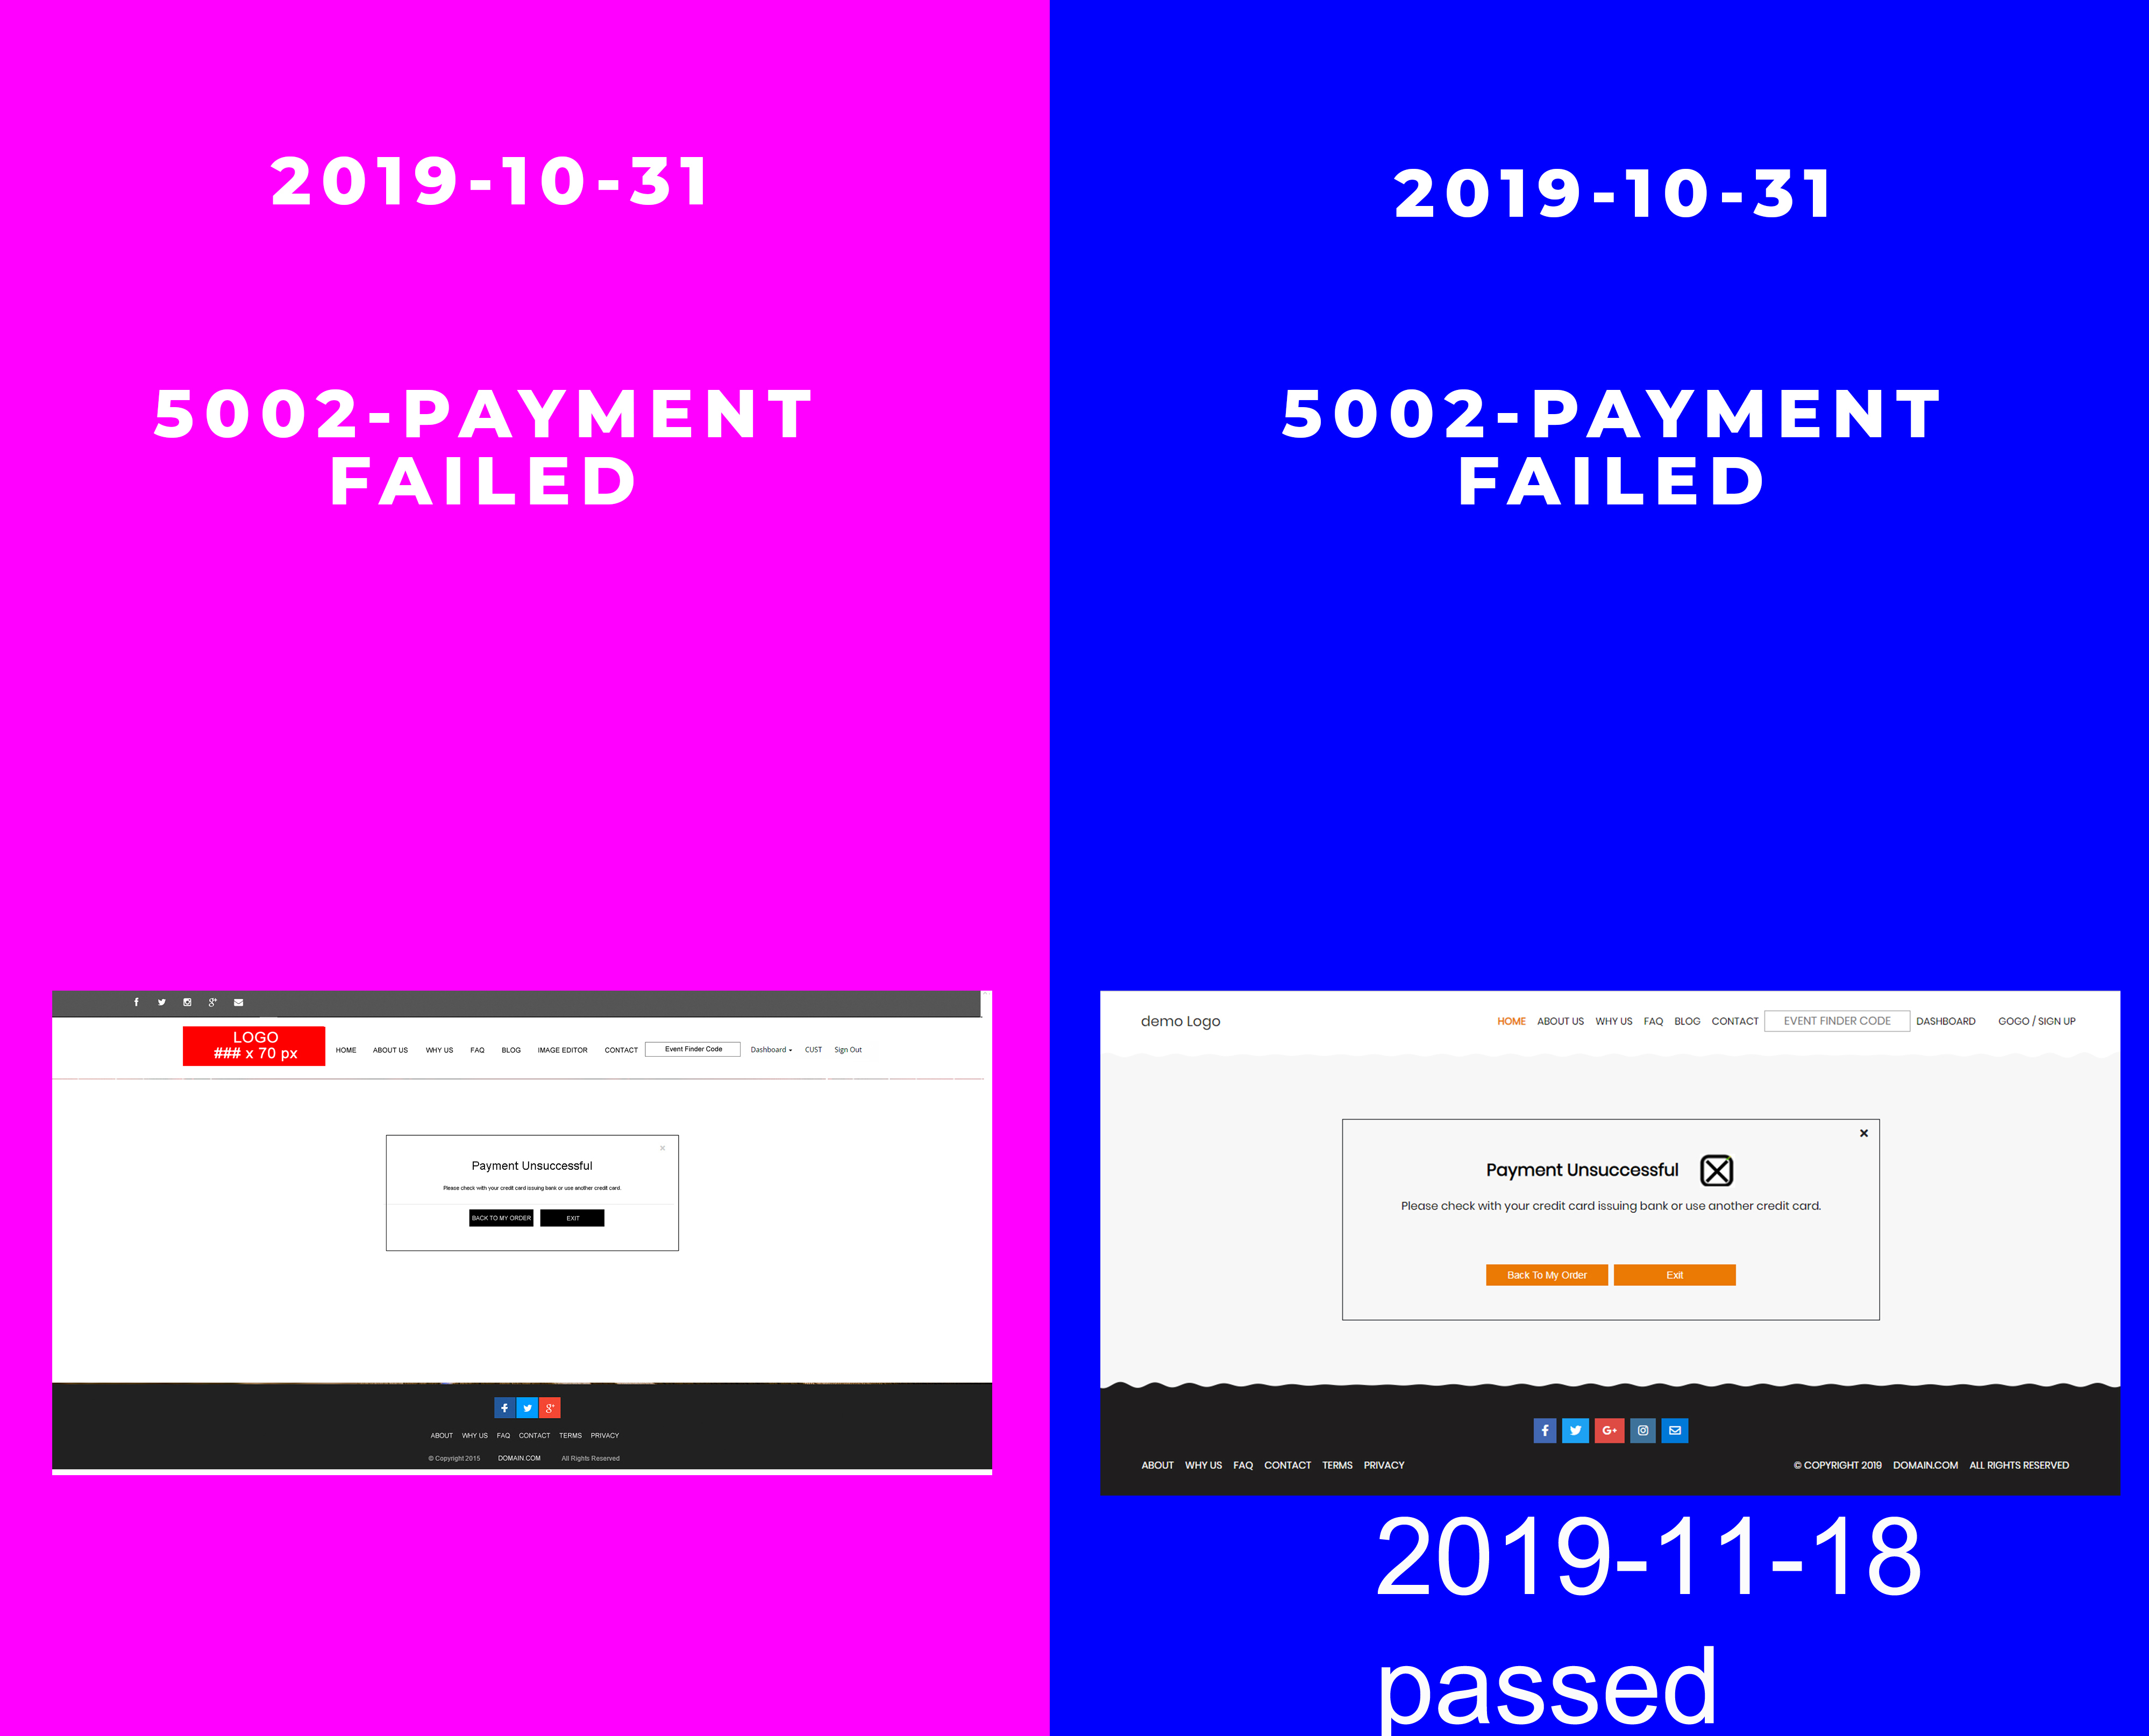 2019-10-31
5002-PAYMENT
FAILED
LOGO
### x 70 px
HOME ABOUT US WHY US FAQ BLOG IMAGE EDITOR CONTACT Event Finder Code Dashboard CUST Sign Out
×
Payment Unsuccessful
Please check with your credit card issuing bank or use another credit card.
BACK TO MY ORDER EXIT
ABOUT WHY US FAQ CONTACT TERMS PRIVACY
© Copyright 2015 DOMAIN.COM All Rights Reserved
2019-10-31
5002-PAYMENT
FAILED
demo Logo HOME ABOUT US WHY US FAQ BLOG CONTACT EVENT FINDER CODE DASHBOARD GOGO / SIGN UP
×
Payment Unsuccessful
Please check with your credit card issuing bank or use another credit card.
Back To My Order Exit
ABOUT WHY US FAQ CONTACT TERMS PRIVACY © COPYRIGHT 2019 DOMAIN.COM ALL RIGHTS RESERVED
2019-11-18
passed